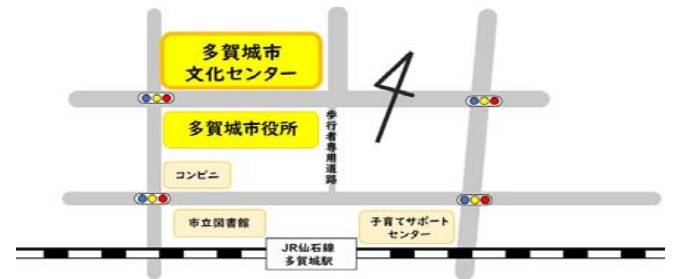 多賀城市
文化センター
多賀城市役所
歩行者専用道路
コンビニ
市立図書館
子育てサポート
センター
JR仙石線
多賀城駅